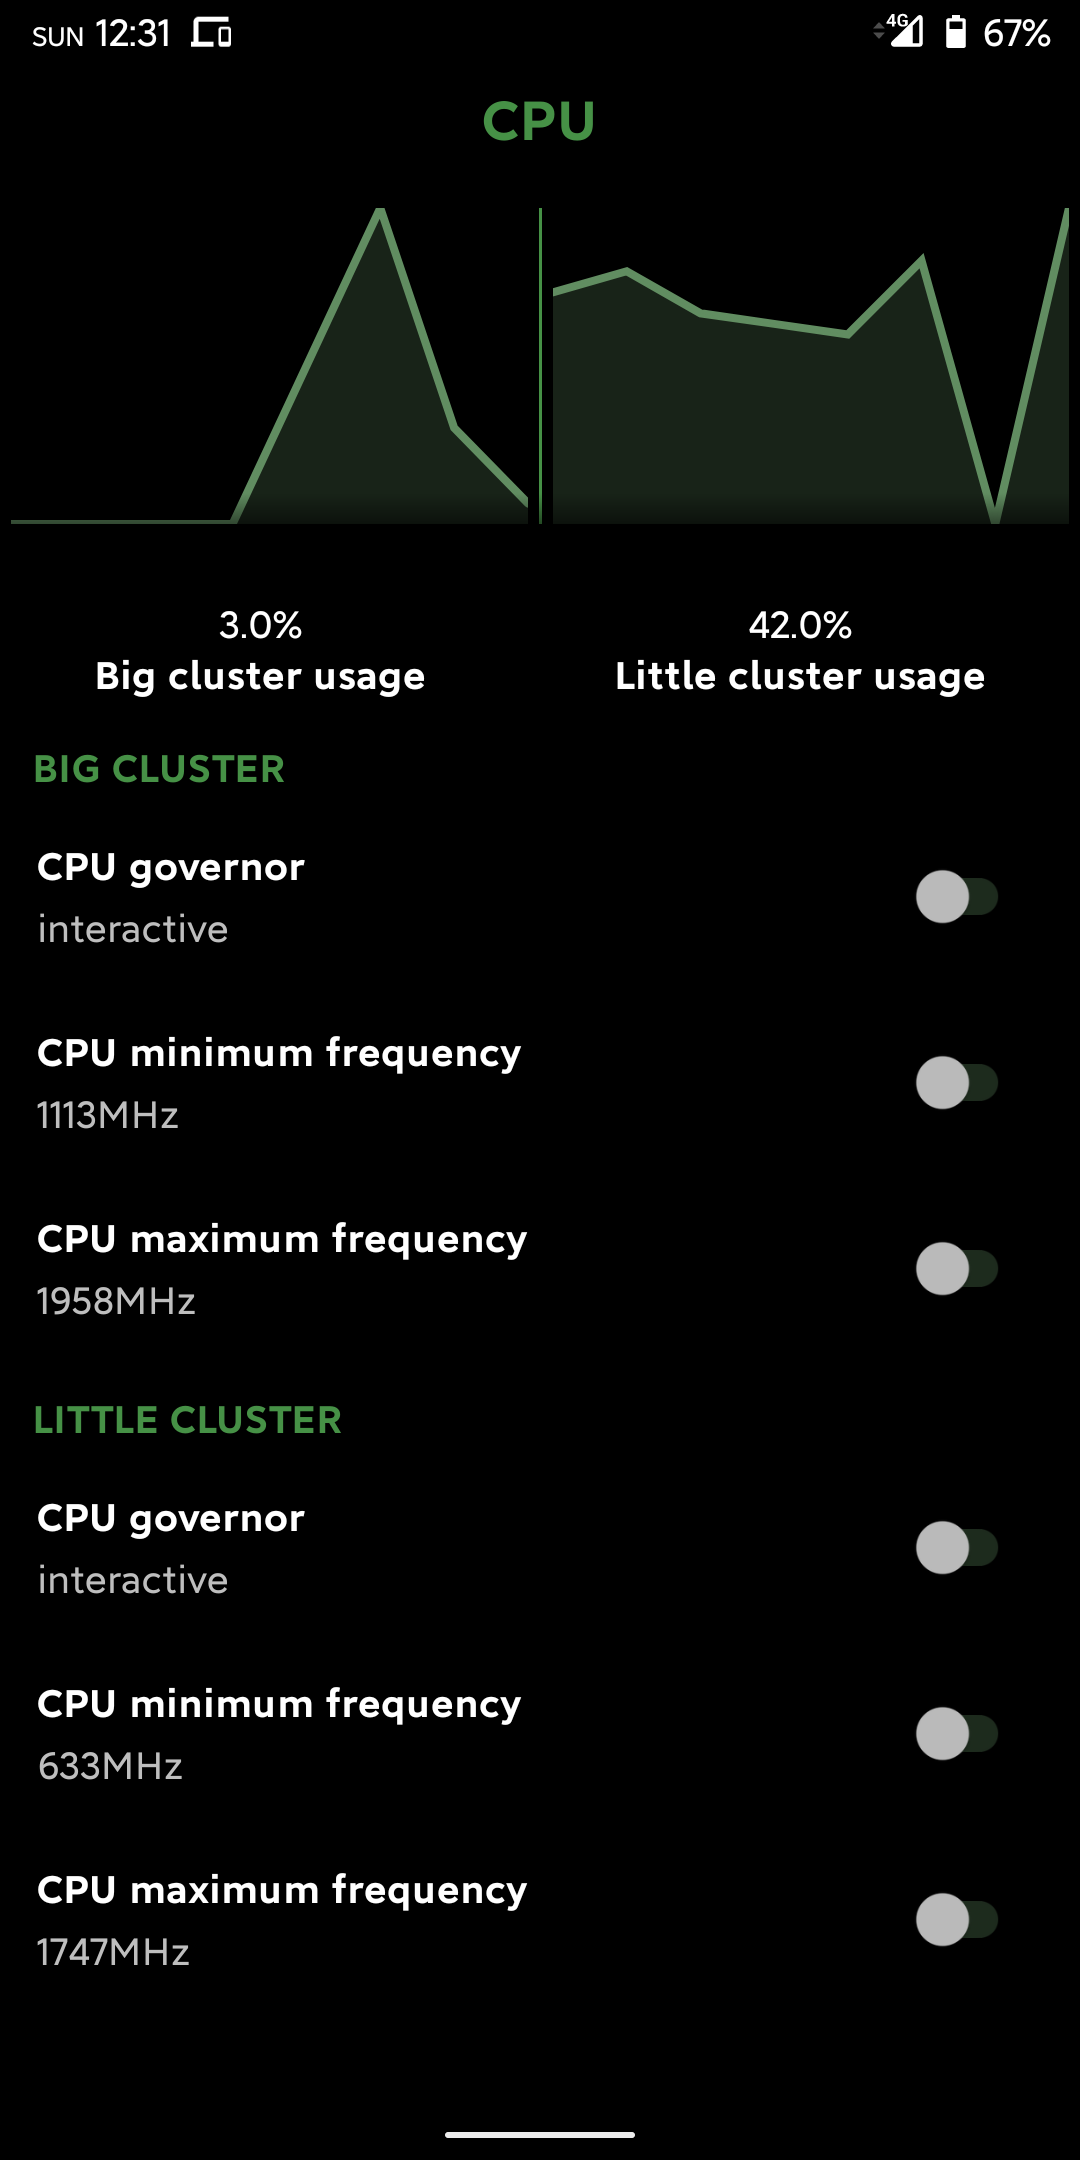 SUN 12:31 4G 67%
CPU
3.0% 42.0%
Big cluster usage Little cluster usage
BIG CLUSTER
CPU governor
interactive
CPU minimum frequency
1113MHz
CPU maximum frequency
1958MHz
LITTLE CLUSTER
CPU governor
interactive
CPU minimum frequency
633MHz
CPU maximum frequency
1747MHz